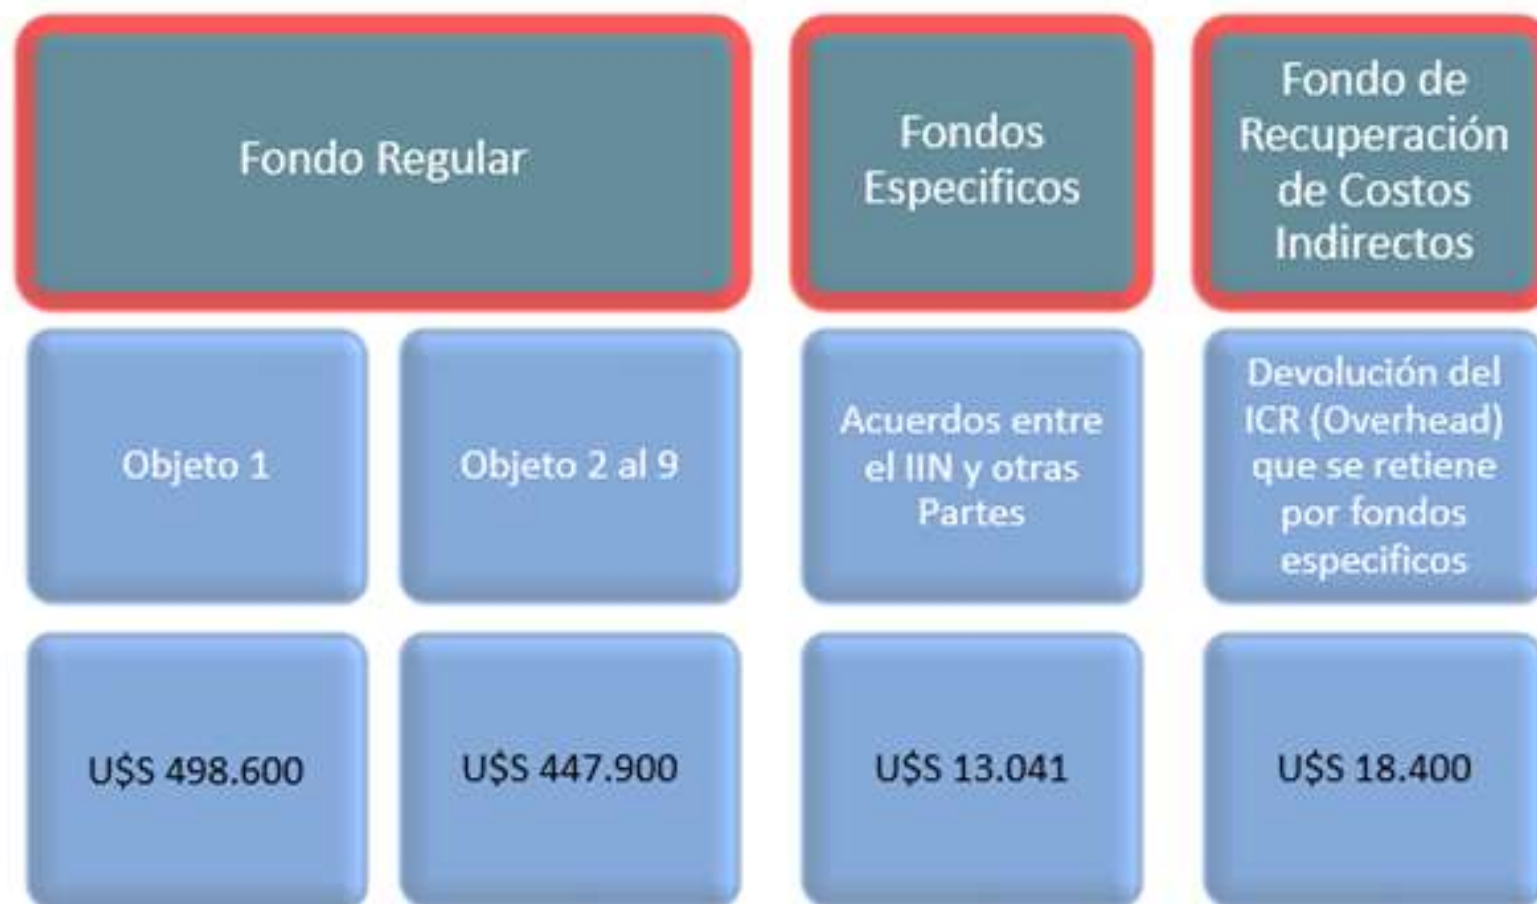 Fondo Regular
Fondos
Especificos
Fondo de
Recuperación
de Costos
Indirectos
Objeto 1
Objeto 2 al 9
Acuerdos entre
el IIN y otras
Partes
Devolución del
ICR (Overhead)
que se retiene
por fondos
especificos
U$S 498.600
U$S 447.900
U$S 13.041
U$S 18.400